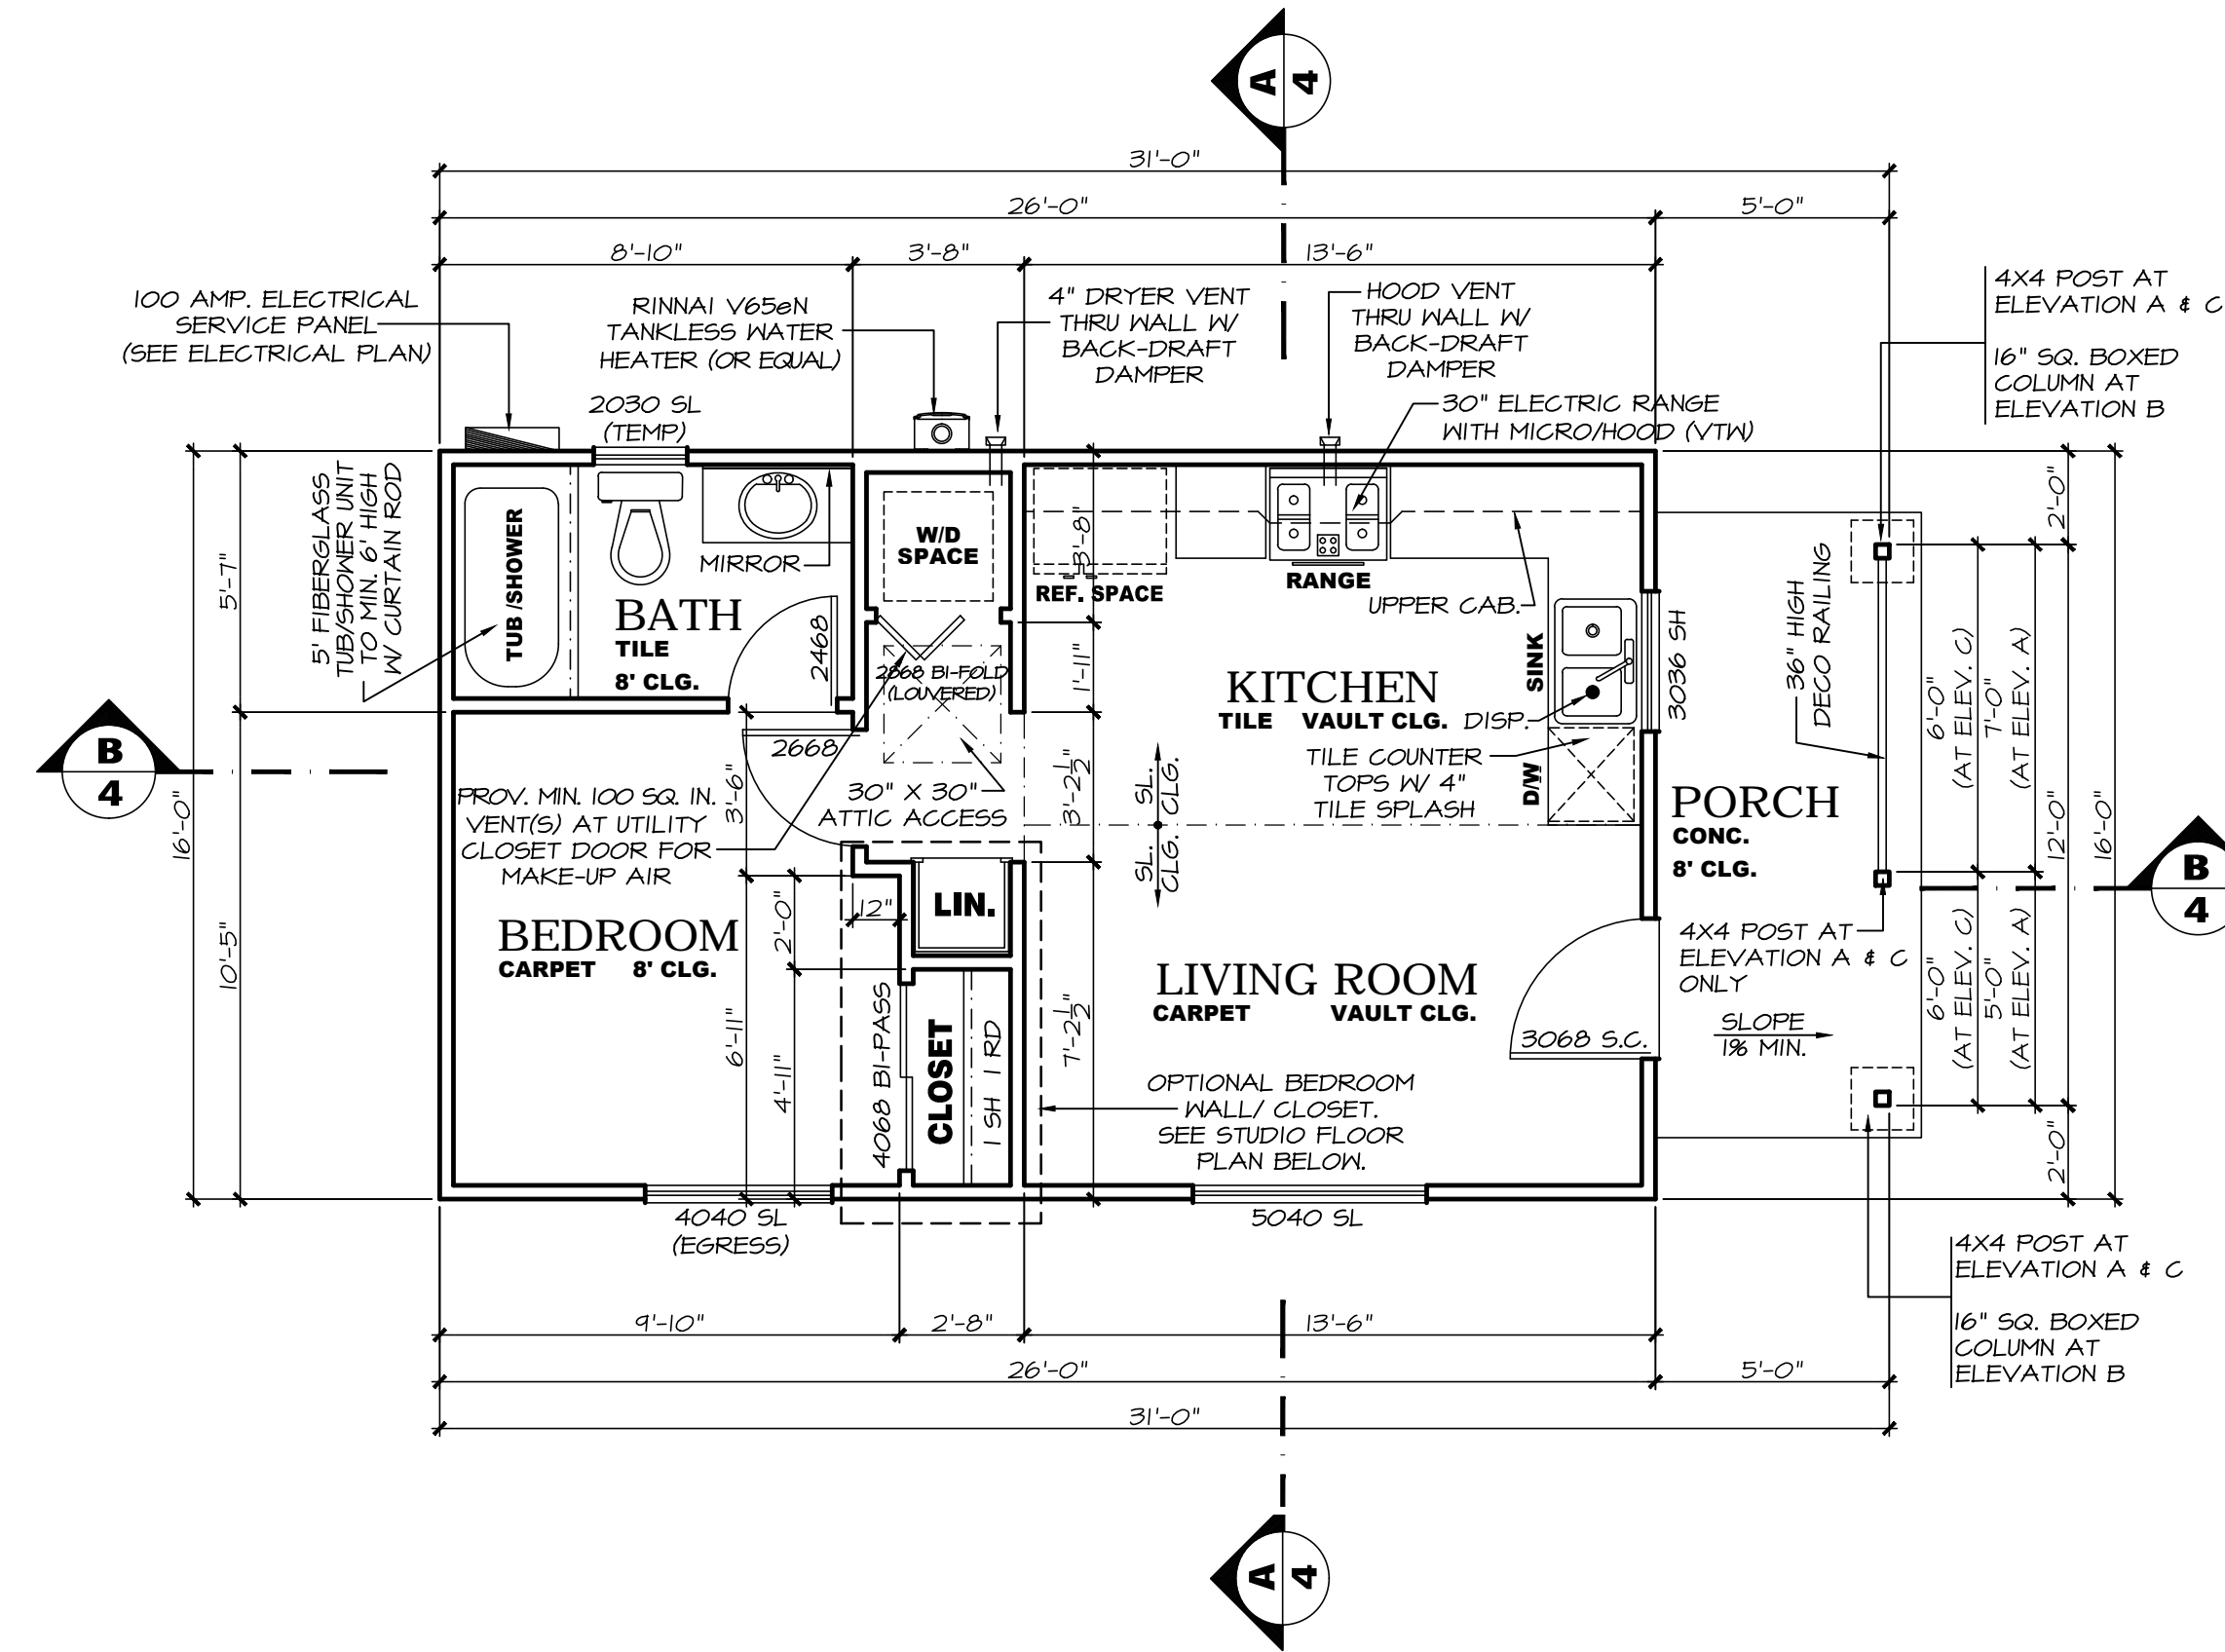 A
4
31'-0"
26'-0"
5'-0"
8'-10"
3'-8"
13'-6"
100 AMP. ELECTRICAL
SERVICE PANEL
(SEE ELECTRICAL PLAN)
RINNAI V65eN
TANKLESS WATER
HEATER (OR EQUAL)
4" DRYER VENT
THRU WALL W/
BACK-DRAFT
DAMPER
HOOD VENT
THRU WALL W/
BACK-DRAFT
DAMPER
30" ELECTRIC RANGE
WITH MICRO/HOOD (VTW)
4X4 POST AT
ELEVATION A & C
16" SQ. BOXED
COLUMN AT
ELEVATION B
2030 SL
(TEMP)
5' FIBERGLASS
TUB/SHOWER UNIT
TO MIN. 6' HIGH
W/ CURTAIN ROD
TUB /SHOWER
MIRROR
BATH
TILE
8' CLG.
2468
W/D
SPACE
2868 BI-FOLD
(LOUVERED)
REF. SPACE
RANGE
UPPER CAB.
SINK
3036 SH
KITCHEN
TILE VAULT CLG.
DISP.
TILE COUNTER
TOPS W/ 4"
TILE SPLASH
D/W
36" HIGH
DECO RAILING
5'-7"
16'-0"
10'-5"
3'-8"
1'-11"
3'-2 1/2"
7'-2 1/2"
2'-0"
6'-0"
(AT ELEV. C)
7'-0"
(AT ELEV. A)
12'-0"
16'-0"
6'-0"
(AT ELEV. C)
5'-0"
(AT ELEV. A)
2'-0"
B
4
B
4
2668
3'-6"
30" X 30"
ATTIC ACCESS
PROV. MIN. 100 SQ. IN.
VENT(S) AT UTILITY
CLOSET DOOR FOR
MAKE-UP AIR
SL. SL.
CLG. CLG.
PORCH
CONC.
8' CLG.
BEDROOM
CARPET 8' CLG.
12"
2'-0"
6'-11"
4'-11"
LIN.
4068 BI-PASS
CLOSET
1 SH 1 RD
LIVING ROOM
CARPET VAULT CLG.
3068 S.C.
4X4 POST AT
ELEVATION A & C
ONLY
SLOPE
1% MIN.
OPTIONAL BEDROOM
WALL/ CLOSET.
SEE STUDIO FLOOR
PLAN BELOW.
4040 SL
(EGRESS)
5040 SL
4X4 POST AT
ELEVATION A & C
16" SQ. BOXED
COLUMN AT
ELEVATION B
9'-10"
2'-8"
13'-6"
26'-0"
5'-0"
31'-0"
A
4